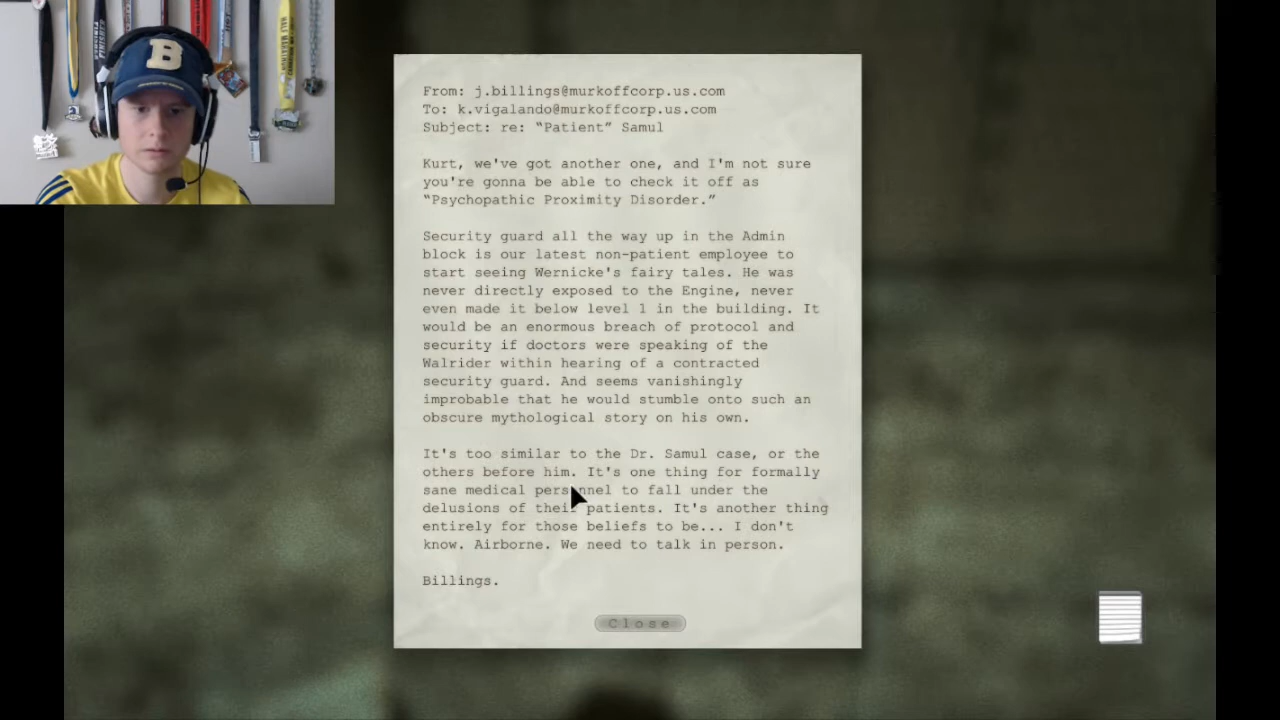 B
From: j.billings@murkoffcorp.us.com
To: k.vigalando@murkoffcorp.us.com
Subject: re: “Patient” Samul
Kurt, we've got another one, and I'm not sure
you're gonna be able to check it off as
“Psychopathic Proximity Disorder.”
Security guard all the way up in the Admin
block is our latest non-patient employee to
start seeing Wernicke's fairy tales. He was
never directly exposed to the Engine, never
even made it below level 1 in the building. It
would be an enormous breach of protocol and
security if doctors were speaking of the
Walrider within hearing of a contracted
security guard. And seems vanishingly
improbable that he would stumble onto such an
obscure mythological story on his own.
It's too similar to the Dr. Samul case, or the
others before him. It's one thing for formally
sane medical personnel to fall under the
delusions of their patients. It's another thing
entirely for those beliefs to be... I don't
know. Airborne. We need to talk in person.
Billings.
Close